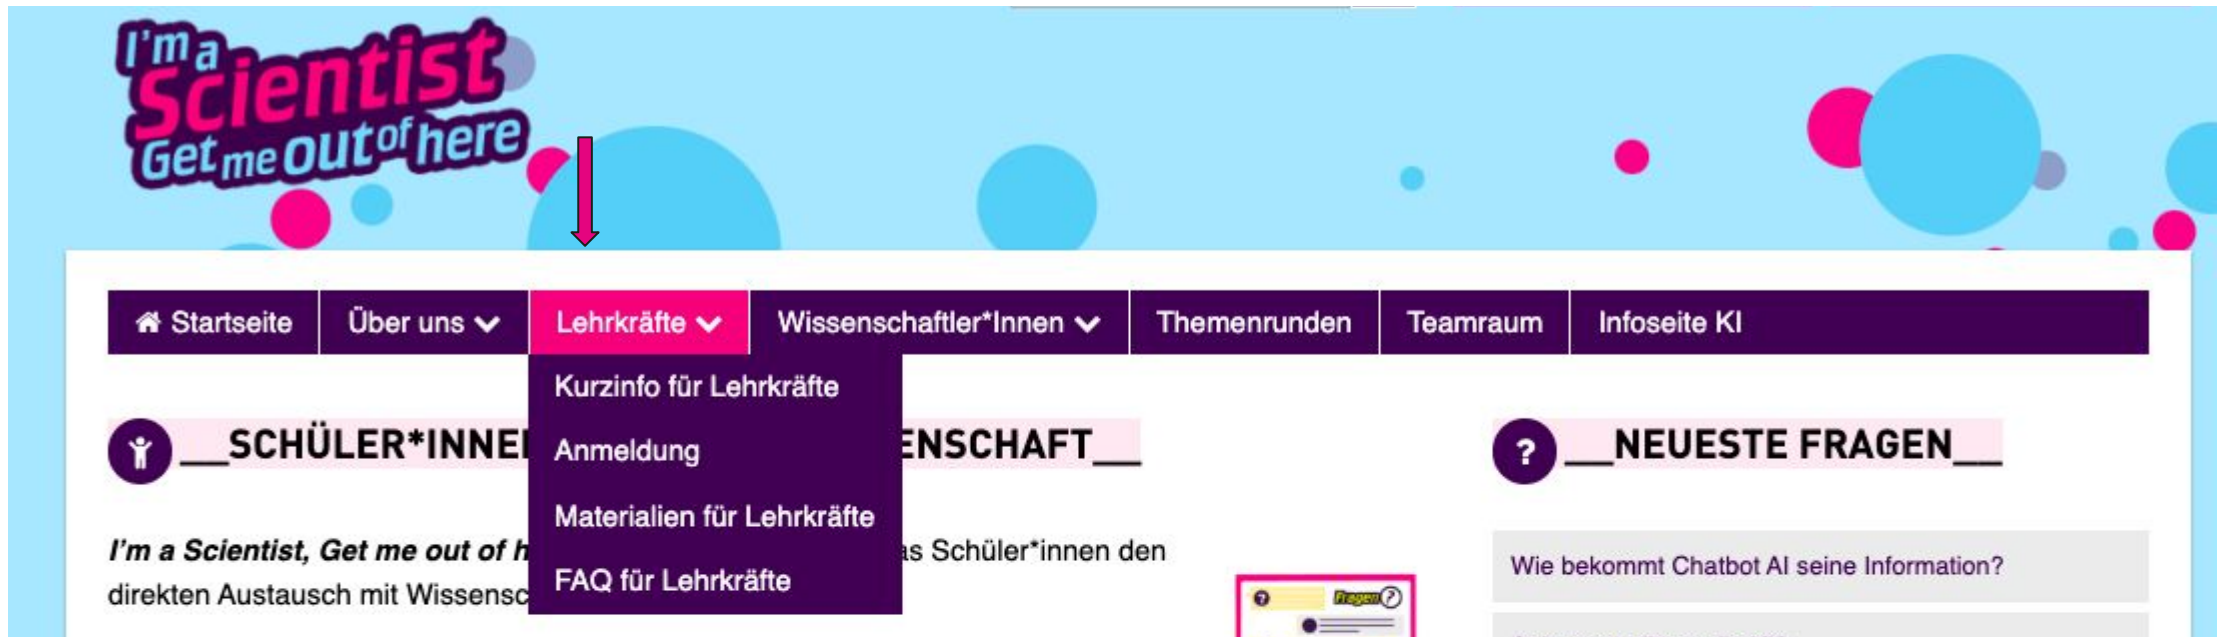 I'm a
Scientist
Get me out of here
Startseite
Über uns
Lehrkräfte
Wissenschaftler*Innen
Themenrunden
Teamraum
Infoseite KI
Kurzinfo für Lehrkräfte
Anmeldung
Materialien für Lehrkräfte
FAQ für Lehrkräfte
__SCHÜLER*INNE ENSCHAFT__
I'm a Scientist, Get me out of h as Schüler*innen den
direkten Austausch mit Wissensc
Fragen ?
? __NEUESTE FRAGEN__
Wie bekommt Chatbot AI seine Information?